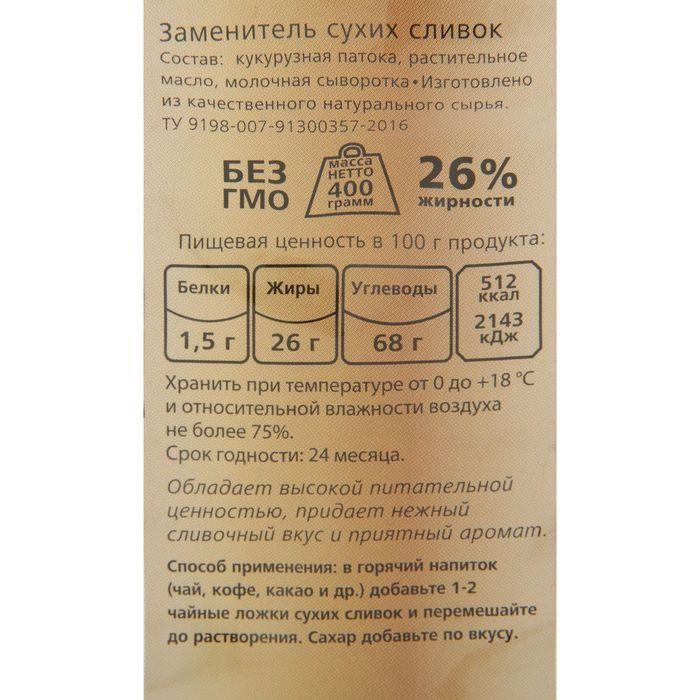 Заменитель сухих сливок
Состав: кукурузная патока, растительное
масло, молочная сыворотка•Изготовлено
из качественного натурального сырья.
ТУ 9198-007-91300357-2016
БЕЗ
ГМО
масса
НЕТТО
400
грамм
26%
жирности
Пищевая ценность в 100 г продукта:
Белки
1,5 г
Жиры
26 г
Углеводы
68 г
512
ккал
2143
кДж
Хранить при температуре от 0 до +18 °С
и относительной влажности воздуха
не более 75%.
Срок годности: 24 месяца.
Обладает высокой питательной
ценностью, придает нежный
сливочный вкус и приятный аромат.
Способ применения: в горячий напиток
(чай, кофе, какао и др.) добавьте 1-2
чайные ложки сухих сливок и перемешайте
до растворения. Сахар добавьте по вкусу.